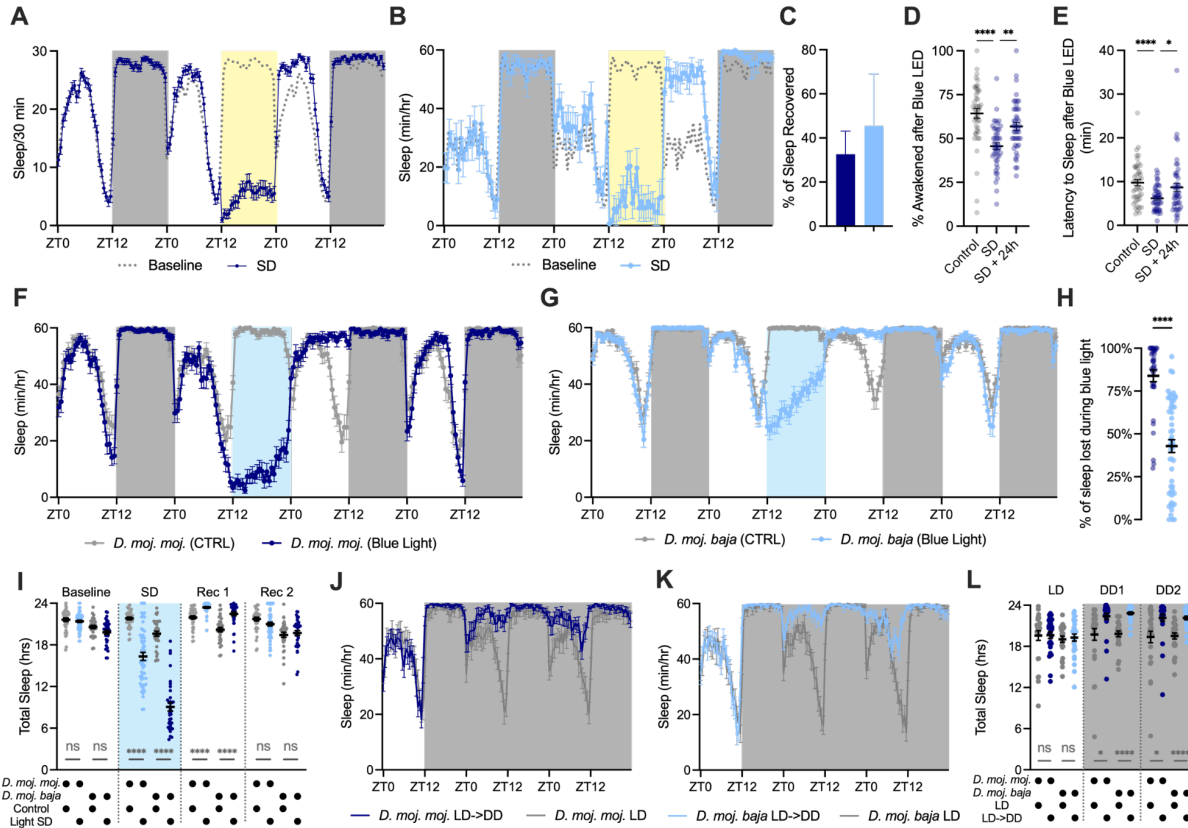 A
Sleep/30 min
30
20
10
0
ZT0
ZT12
ZT0
ZT12
ZT0
ZT12
Baseline
SD
B
Sleep (min/hr)
60
40
20
0
ZT0
ZT12
ZT0
ZT12
ZT0
ZT12
Baseline
SD
C
% of Sleep Recovered
80
60
40
20
0
D
% Awakened after Blue LED
**** **
100
75
50
25
0
Control
SD
SD + 24h
E
Latency to Sleep after Blue LED
(min)
**** *
40
30
20
10
0
Control
SD
SD + 24h
F
Sleep (min/hr)
60
40
20
0
ZT0
ZT12
ZT0
ZT12
ZT0
ZT12
ZT0
ZT12
D. moj. moj. (CTRL)
D. moj. moj. (Blue Light)
G
Sleep (min/hr)
60
40
20
0
ZT0
ZT12
ZT0
ZT12
ZT0
ZT12
ZT0
ZT12
D. moj. baja (CTRL)
D. moj. baja (Blue Light)
H
% of sleep lost during blue light
****
100%
75%
50%
25%
0%
I
Baseline
SD
Rec 1
Rec 2
Total Sleep (hrs)
24
18
12
6
0
ns ns **** **** **** **** ns ns
D. moj. moj.
D. moj. baja
Control
Light SD
J
Sleep (min/hr)
60
40
20
0
ZT0
ZT12
ZT0
ZT12
ZT0
ZT12
D. moj. moj. LD->DD
D. moj. moj. LD
K
Sleep (min/hr)
60
40
20
0
ZT0
ZT12
ZT0
ZT12
ZT0
ZT12
D. moj. baja LD->DD
D. moj. baja LD
L
LD
DD1
DD2
Total Sleep (hrs)
24
18
12
6
0
ns ns * **** * ****
D. moj. moj.
D. moj. baja
LD
LD->DD